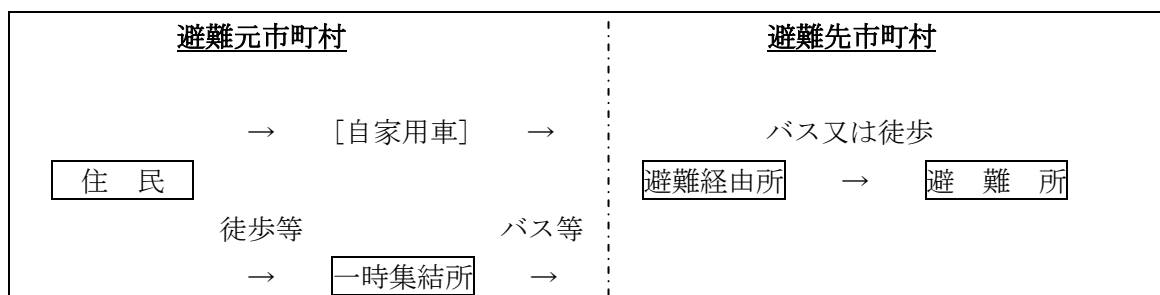 避難元市町村 避難先市町村
→ [自家用車] → バス又は徒歩
住 民 避難経由所 → 避 難 所
徒歩等 バス等
→ 一時集結所 →